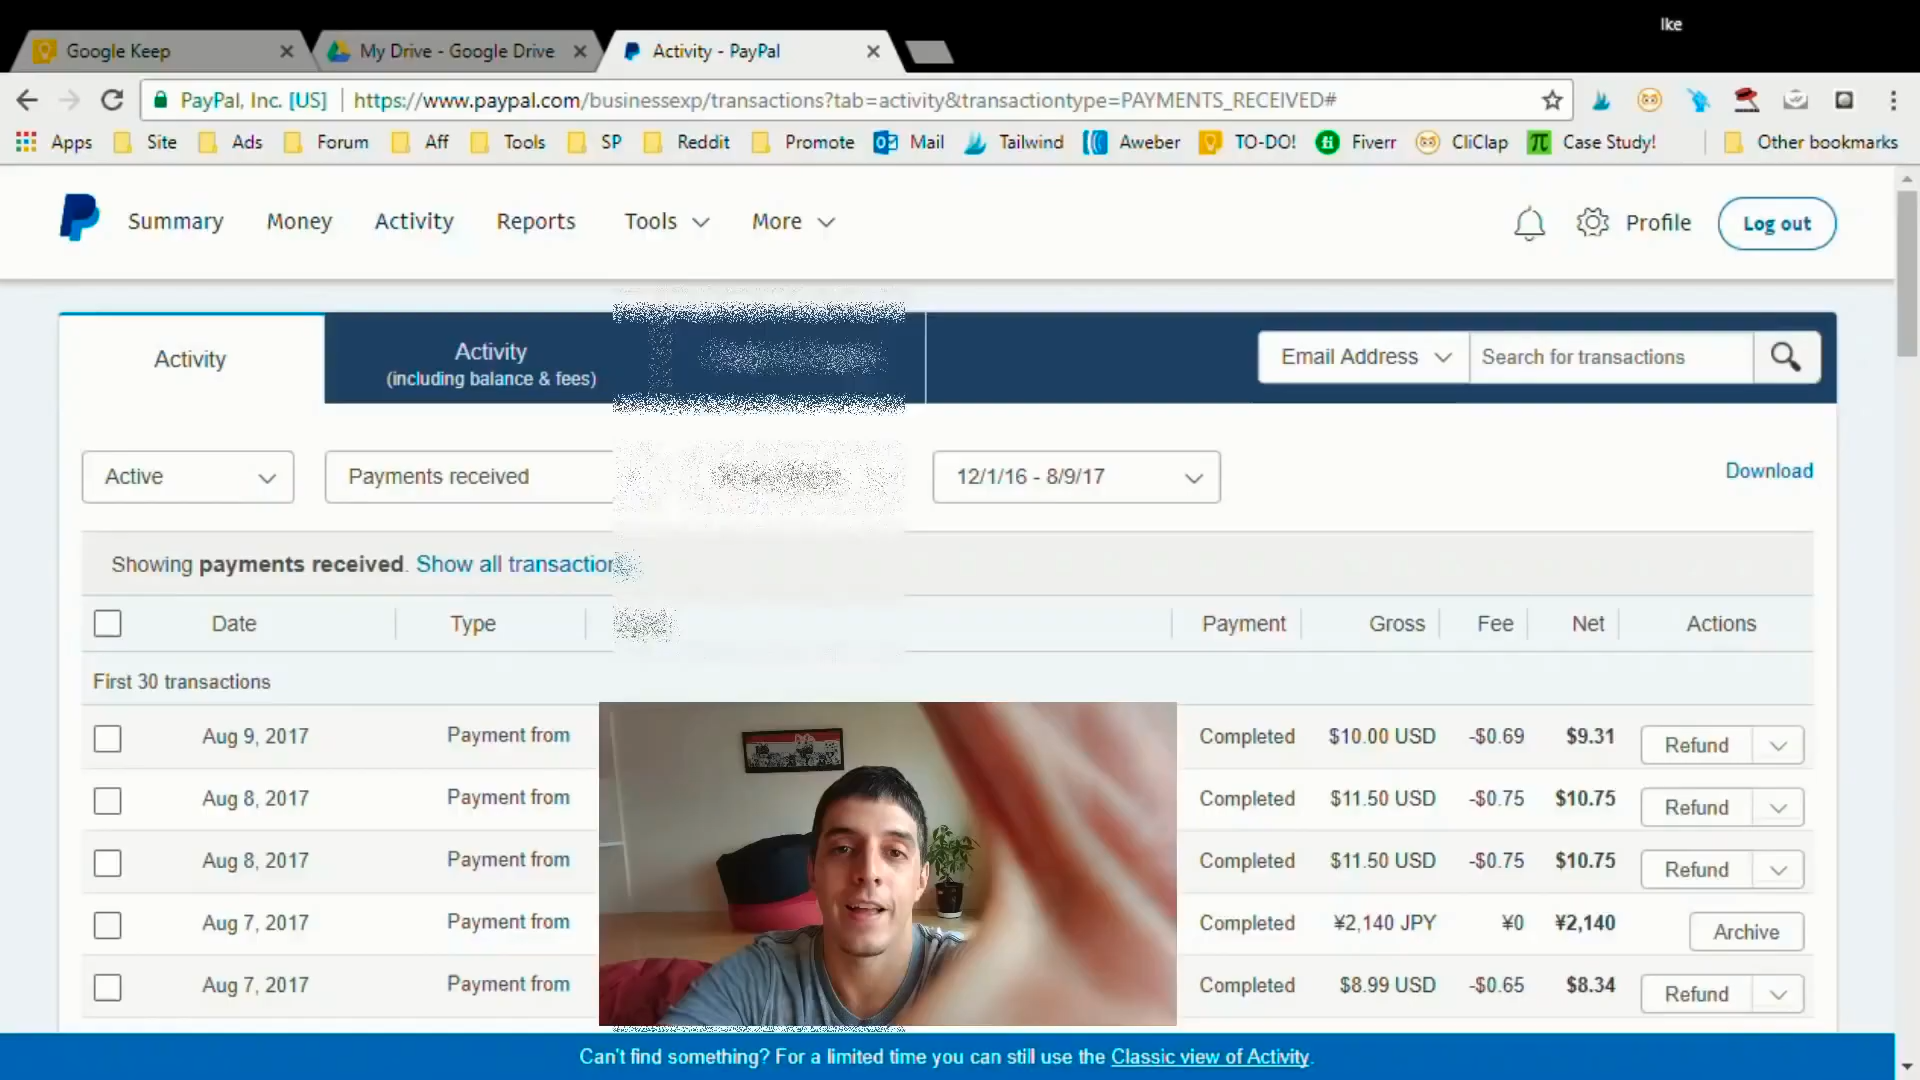 Ike
Google Keep
My Drive - Google Drive
Activity - PayPal
PayPal, Inc. [US] https://www.paypal.com/businessexp/transactions?tab=activity&transactiontype=PAYMENTS_RECEIVED#
Apps Site Ads Forum Aff Tools SP Reddit Promote Mail Tailwind Aweber TO-DO! Fiverr CliClap Case Study! Other bookmarks
Summary Money Activity Reports Tools More Profile Log out
Activity
Activity
(including balance & fees)
Email Address Search for transactions
Active Payments received 12/1/16 - 8/9/17 Download
Showing payments received. Show all
Date Type Payment Gross Fee Net Actions
First 30 transactions
Aug 9, 2017 Payment from Completed $10.00 USD -$0.69 $9.31 Refund
Aug 8, 2017 Payment from Completed $11.50 USD -$0.75 $10.75 Refund
Aug 8, 2017 Payment from Completed $11.50 USD -$0.75 $10.75 Refund
Aug 7, 2017 Payment from Completed ¥2,140 JPY ¥0 ¥2,140 Archive
Aug 7, 2017 Payment from Completed $8.99 USD -$0.65 $8.34 Refund
Can't find something? For a limited time you can still use the Classic view of Activity.